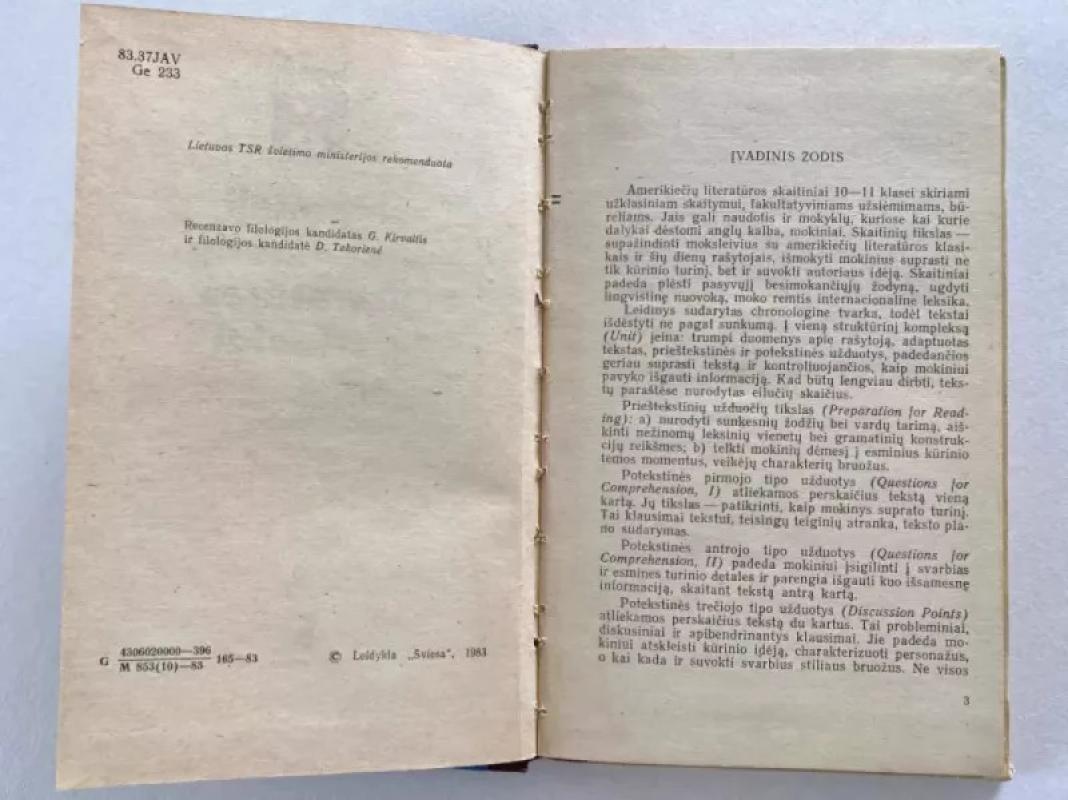 83.37JAV
Ge 233
Lietuvos TSR švietimo ministerijos rekomenduota
Recenzavo filologijos kandidatas G. Kirvaitis
ir filologijos kandidatė D. Tekorienė
G 4306020000—396
M 853(10)—83 165—83
© Leidykla „Šviesa", 1983
ĮVADINIS ŽODIS
Amerikiečių literatūros skaitiniai 10—11 klasei skiriami
užklasiniam skaitymui, fakultatyviniams užsiėmimams, bū-
reliams. Jais gali naudotis ir mokyklų, kuriose kai kurie
dalykai dėstomi anglų kalba, mokiniai. Skaitinių tikslas —
supažindinti moksleivius su amerikiečių literatūros klasi-
kais ir šių dienų rašytojais, išmokyti mokinius suprasti ne
tik kūrinio turinį, bet ir suvokti autoriaus idėją. Skaitiniai
padeda plėsti pasyvųjį besimokančiųjų žodyną, ugdyti
lingvistinę nuovoką, moko remtis internacionaline leksika.
Leidinys sudarytas chronologine tvarka, todėl tekstai
išdėstyti ne pagal sunkumą. Į vieną struktūrinį kompleksą
(Unit) įeina: trumpi duomenys apie rašytoją, adaptuotas
tekstas, prieštekstinės ir potekstinės užduotys, padedančios
geriau suprasti tekstą ir kontroliuojančios, kaip mokiniui
pavyko išgauti informaciją. Kad būtų lengviau dirbti, teks-
tų paraštėse nurodytas eilučių skaičius.
Prieštekstinių užduočių tikslas (Preparation for Read-
ing): a) nurodyti sunkesnių žodžių bei vardų tarimą, aiš-
kinti nežinomų leksinių vienetų bei gramatinių konstruk-
cijų reikšmes; b) telkti mokinių dėmesį į esminius kūrinio
temos momentus, veikėjų charakterių bruožus.
Potekstinės pirmojo tipo užduotys (Questions for
Comprehension, I) atliekamos perskaičius tekstą vieną
kartą. Jų tikslas — patikrinti, kaip mokinys suprato turinį.
Tai klausimai tekstui, teisingų teiginių atranka, teksto pla-
no sudarymas.
Potekstinės antrojo tipo užduotys (Questions for
Comprehension, II) padeda mokiniui įsigilinti į svarbias
ir esmines turinio detales ir parengia išgauti kuo išsamesnę
informaciją, skaitant tekstą antrą kartą.
Potekstinės trečiojo tipo užduotys (Discussion Points)
atliekamos perskaičius tekstą du kartus. Tai probleminiai,
diskusiniai ir apibendrinantys klausimai. Jie padeda mo-
kiniui atskleisti kūrinio idėją, charakterizuoti personažus,
o kai kada ir suvokti svarbius stiliaus bruožus. Ne visos
3